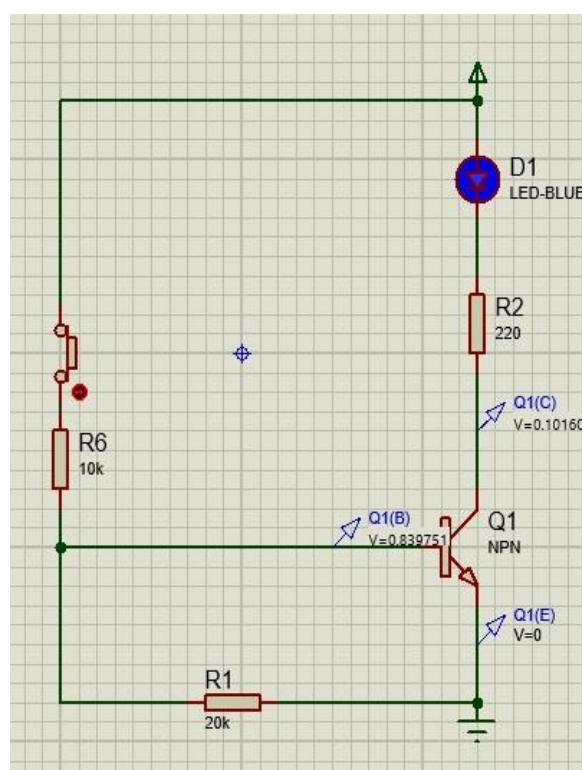 D1
LED-BLUE
R2
220
Q1(C)
V=0.10160
R6
10k
Q1(B)
V=0.839751
Q1
NPN
Q1(E)
V=0
R1
20k